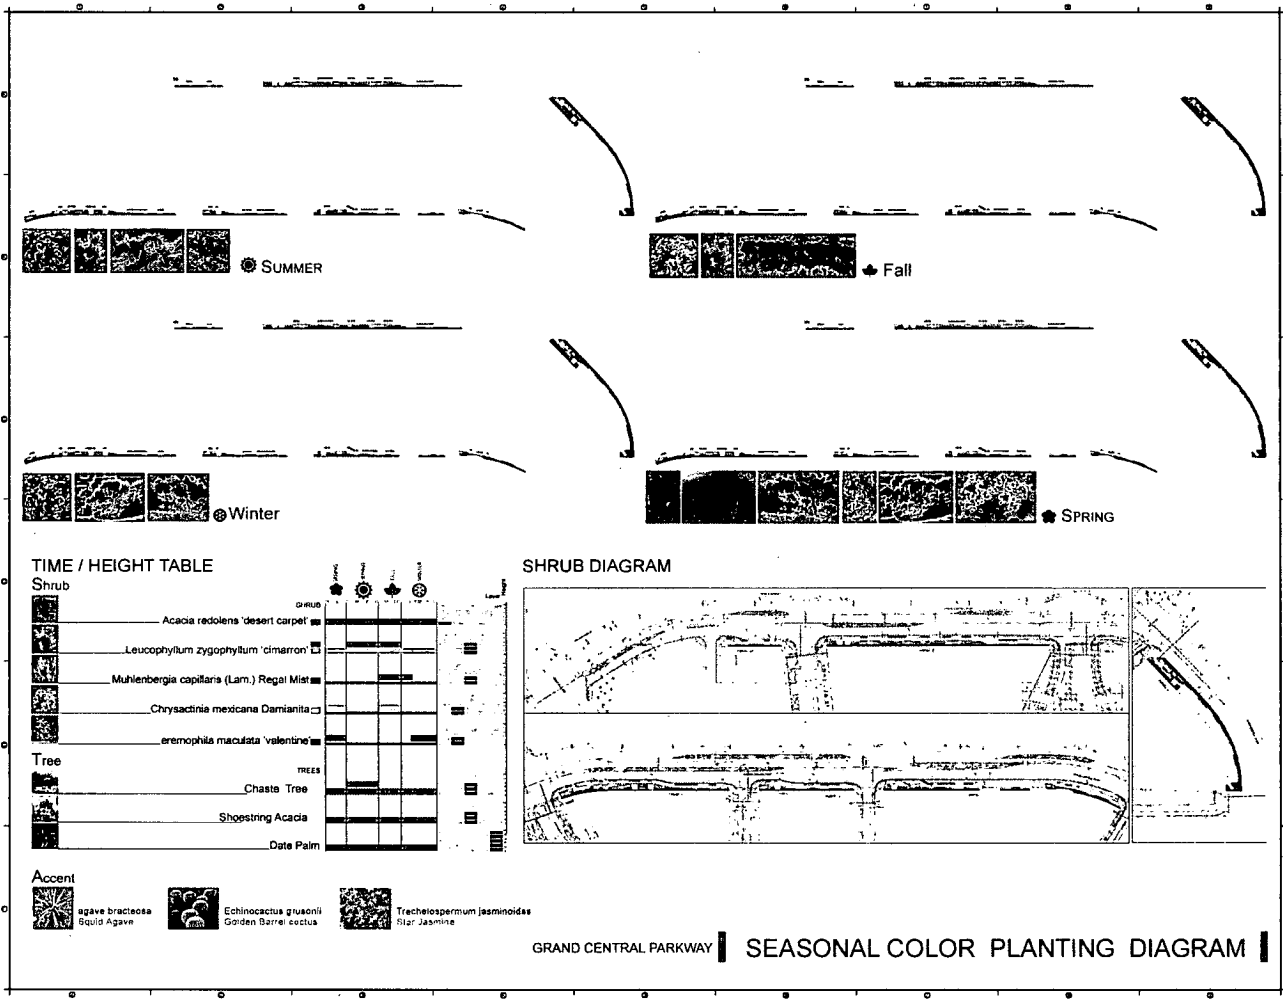 SUMMER
Fall
Winter
SPRING
TIME / HEIGHT TABLE
Shrub
SHRUB
Acacia redolens 'desert carpet'
Leucophyllum zygophyllum 'cimarron'
Muhlenbergia capillaris (Lam.) Regal Mist
Chrysactinia mexicana Damianita
eremophila maculata 'valentine'
Tree
TREES
Chaste Tree
Shoestring Acacia
Date Palm
SHRUB DIAGRAM
Accent
agave bracteosa
Squid Agave
Echinocactus grusonii
Golden Barrel coctus
Trechelospermum jasminoides
Star Jasmine
GRAND CENTRAL PARKWAY
SEASONAL COLOR PLANTING DIAGRAM